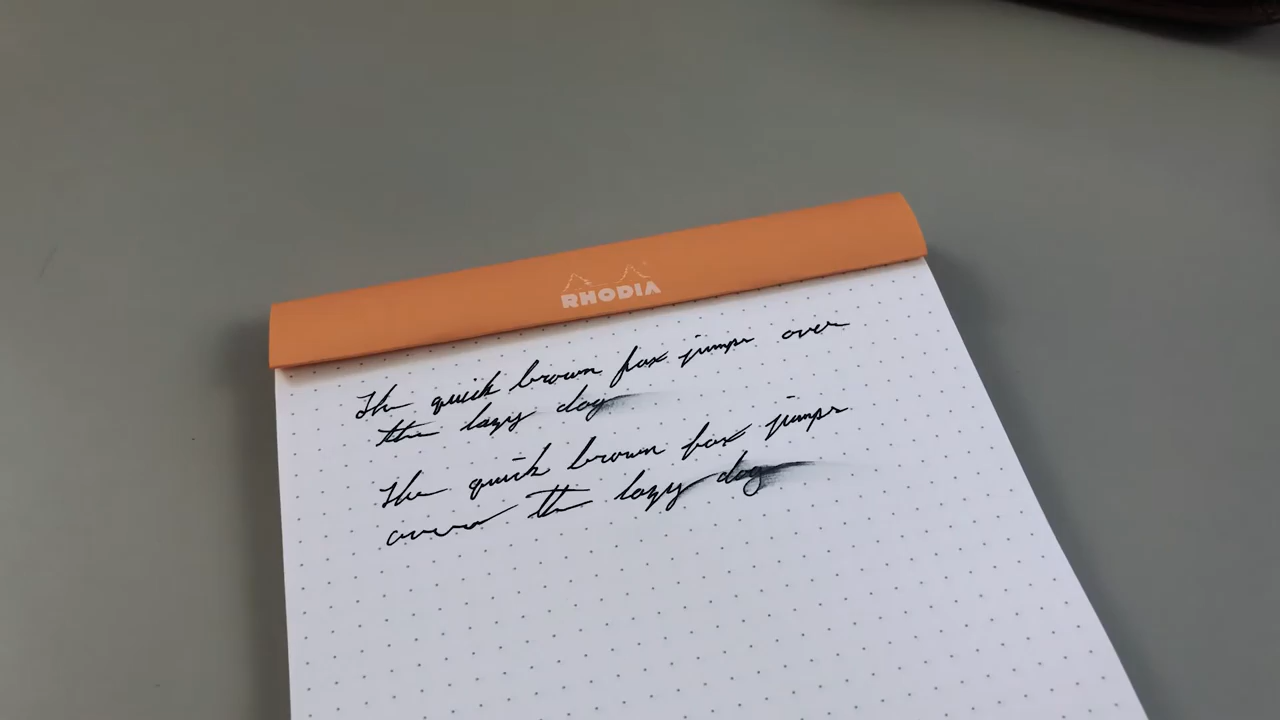 RHODIA
The quick brown fox jumps over
the lazy dog
The quick brown fox jumps
over the lazy dog